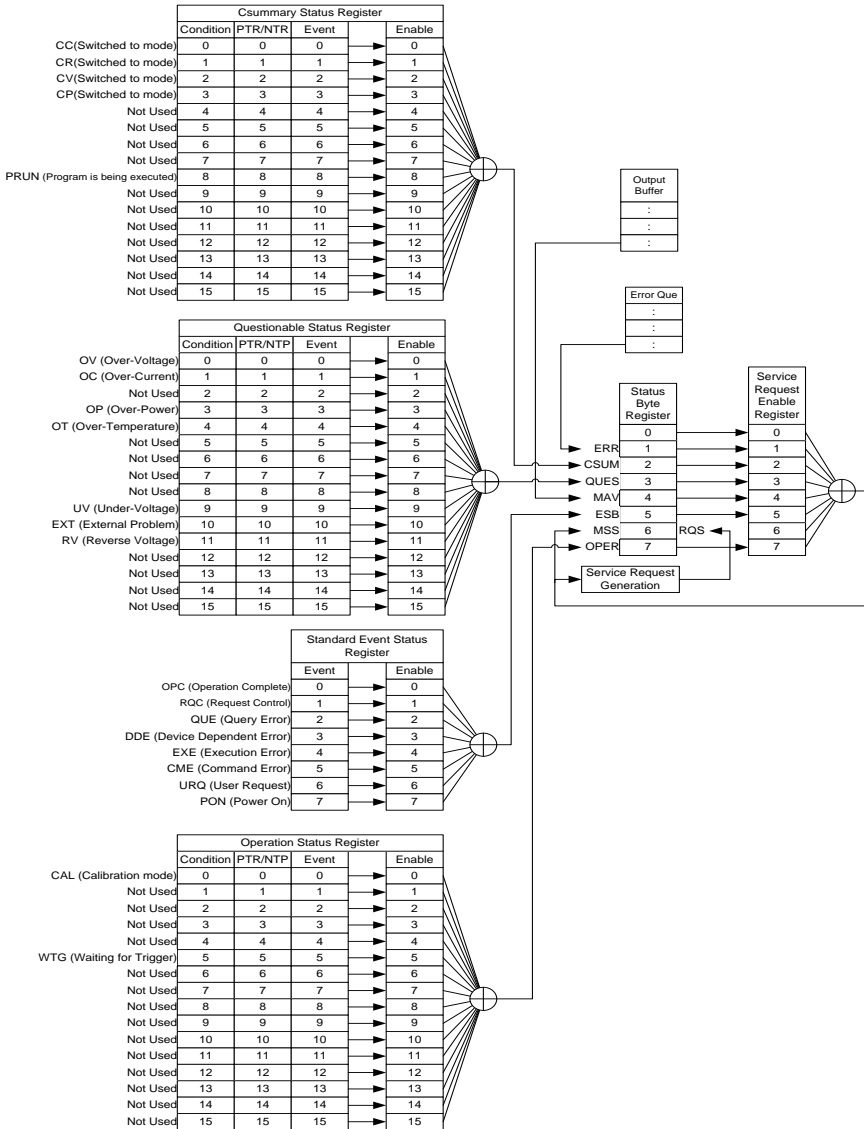 Csummary Status Register
Condition PTR/NTR Event Enable
CC(Switched to mode) 0 0 0 0
CR(Switched to mode) 1 1 1 1
CV(Switched to mode) 2 2 2 2
CP(Switched to mode) 3 3 3 3
Not Used 4 4 4 4
Not Used 5 5 5 5
Not Used 6 6 6 6
Not Used 7 7 7 7
PRUN (Program is being executed) 8 8 8 8
Not Used 9 9 9 9
Not Used 10 10 10 10
Not Used 11 11 11 11
Not Used 12 12 12 12
Not Used 13 13 13 13
Not Used 14 14 14 14
Not Used 15 15 15 15
Output
Buffer
:
:
:
Error Que
:
:
:
Questionable Status Register
Condition PTR/NTP Event Enable
OV (Over-Voltage) 0 0 0 0
OC (Over-Current) 1 1 1 1
Not Used 2 2 2 2
OP (Over-Power) 3 3 3 3
OT (Over-Temperature) 4 4 4 4
Not Used 5 5 5 5
Not Used 6 6 6 6
Not Used 7 7 7 7
Not Used 8 8 8 8
UV (Under-Voltage) 9 9 9 9
EXT (External Problem) 10 10 10 10
RV (Reverse Voltage) 11 11 11 11
Not Used 12 12 12 12
Not Used 13 13 13 13
Not Used 14 14 14 14
Not Used 15 15 15 15
Status
Byte
Register
Service
Request
Enable
Register
0 0
ERR 1 1
CSUM 2 2
QUES 3 3
MAV 4 4
ESB 5 5
MSS 6 RQS 6
OPER 7 7
Service Request
Generation
Standard Event Status
Register
Event Enable
OPC (Operation Complete) 0 0
RQC (Request Control) 1 1
QUE (Query Error) 2 2
DDE (Device Dependent Error) 3 3
EXE (Execution Error) 4 4
CME (Command Error) 5 5
URQ (User Request) 6 6
PON (Power On) 7 7
Operation Status Register
Condition PTR/NTP Event Enable
CAL (Calibration mode) 0 0 0 0
Not Used 1 1 1 1
Not Used 2 2 2 2
Not Used 3 3 3 3
Not Used 4 4 4 4
WTG (Waiting for Trigger) 5 5 5 5
Not Used 6 6 6 6
Not Used 7 7 7 7
Not Used 8 8 8 8
Not Used 9 9 9 9
Not Used 10 10 10 10
Not Used 11 11 11 11
Not Used 12 12 12 12
Not Used 13 13 13 13
Not Used 14 14 14 14
Not Used 15 15 15 15